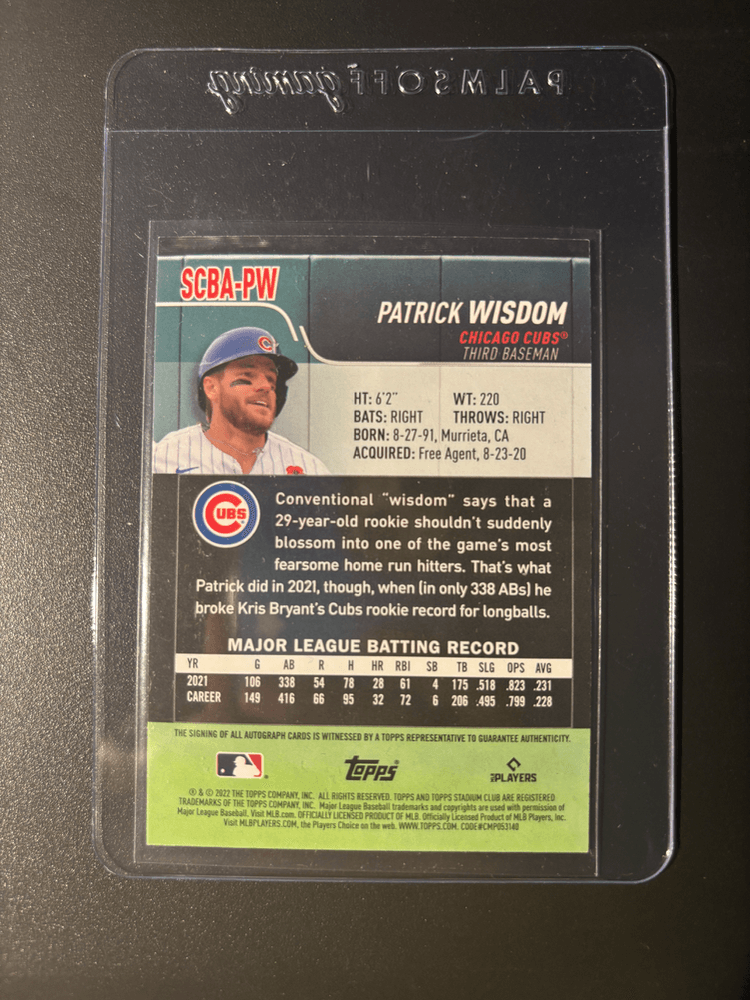 PALMS OFF gaming
SCBA-PW
PATRICK WISDOM
CHICAGO CUBS®
THIRD BASEMAN
HT: 6'2" WT: 220
BATS: RIGHT THROWS: RIGHT
BORN: 8-27-91, Murrieta, CA
ACQUIRED: Free Agent, 8-23-20
C
CUBS
Conventional "wisdom" says that a
29-year-old rookie shouldn't suddenly
blossom into one of the game's most
fearsome home run hitters. That's what
Patrick did in 2021, though, when (in only 338 ABs) he
broke Kris Bryant's Cubs rookie record for longballs.
MAJOR LEAGUE BATTING RECORD
YR G AB R H HR RBI SB TB SLG OPS AVG
2021 106 338 54 78 28 61 4 175 .518 .823 .231
CAREER 149 416 66 95 32 72 6 206 .495 .799 .228
THE SIGNING OF ALL AUTOGRAPH CARDS IS WITNESSED BY A TOPPS REPRESENTATIVE TO GUARANTEE AUTHENTICITY.
topps®
MLB PLAYERS
® & © 2022 THE TOPPS COMPANY, INC. ALL RIGHTS RESERVED. TOPPS AND TOPPS STADIUM CLUB ARE REGISTERED
TRADEMARKS OF THE TOPPS COMPANY, INC. Major League Baseball trademarks and copyrights are used with permission of
Major League Baseball. Visit MLB.com. OFFICIALLY LICENSED PRODUCT OF MLB. Officially Licensed Product of MLB Players, Inc.
Visit MLBPLAYERS.COM, the Players Choice on the web. WWW.TOPPS.COM. CODE#CMP053140